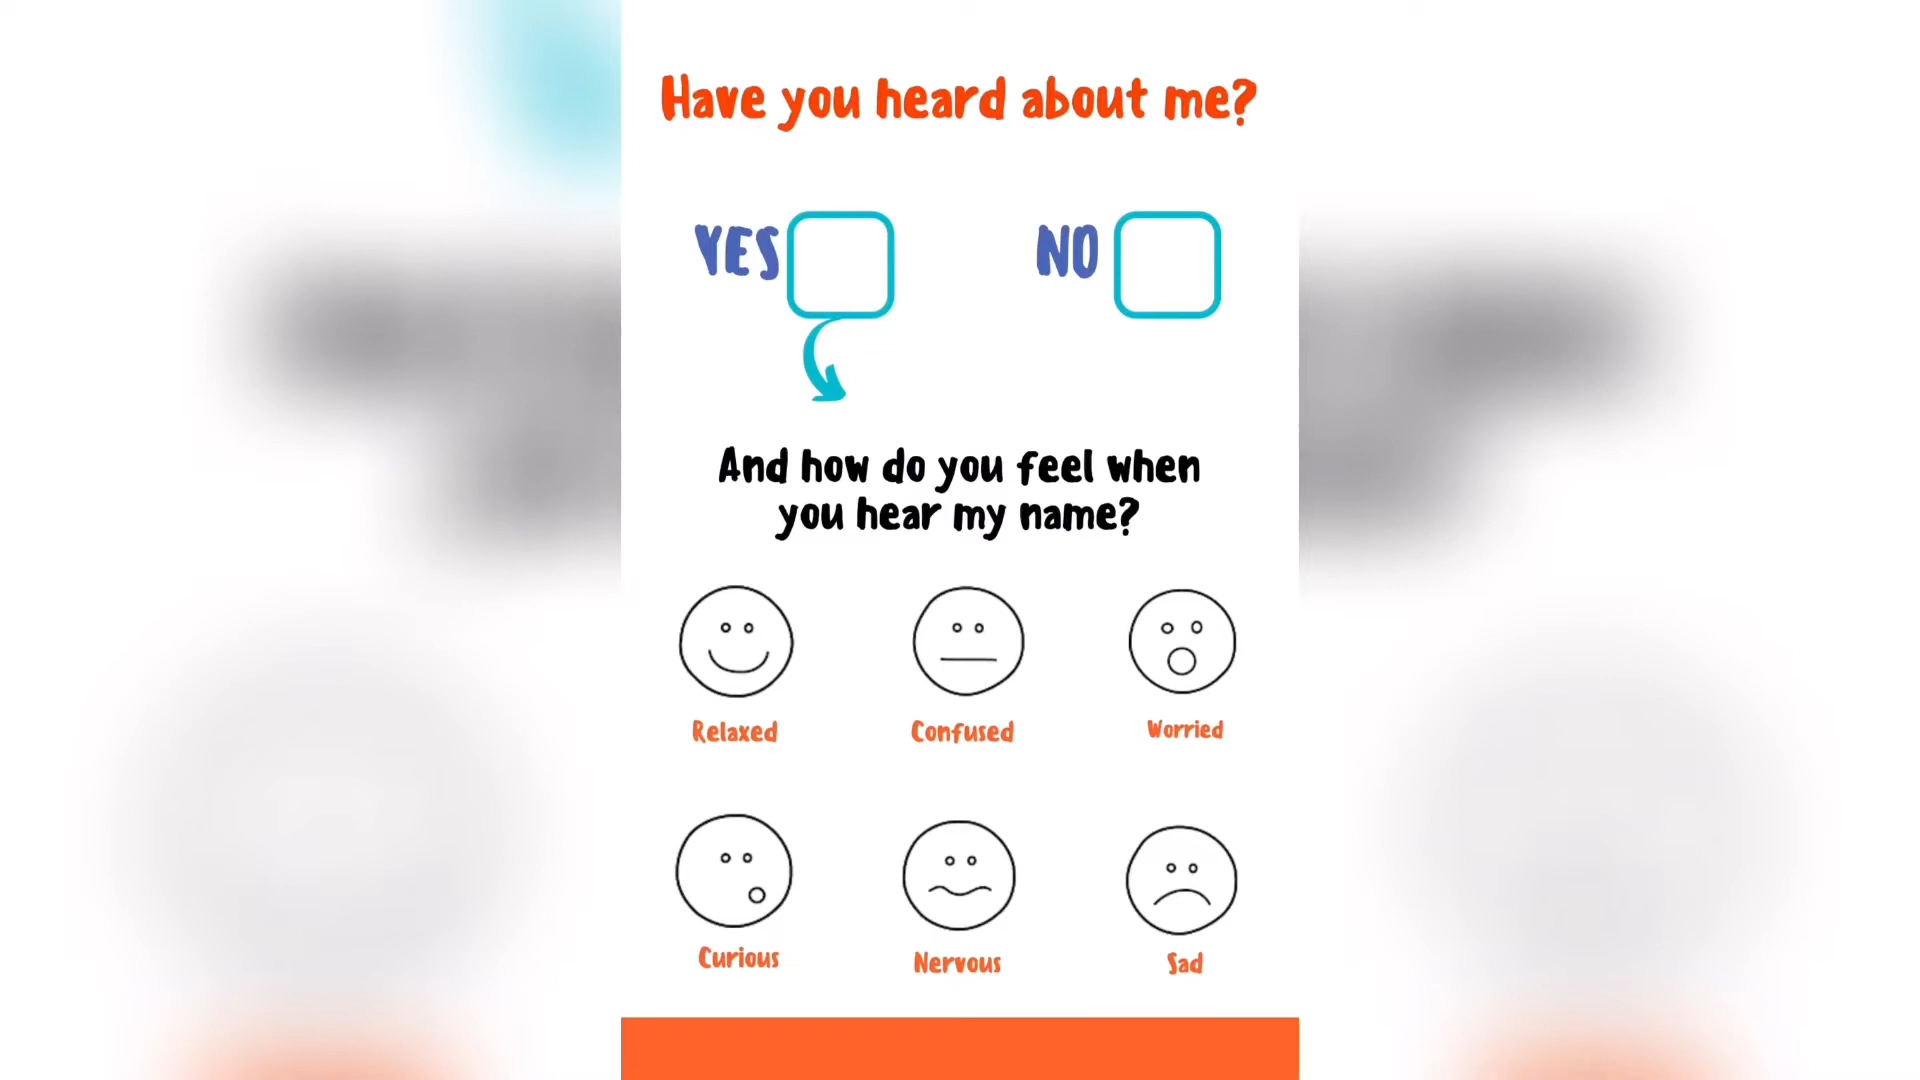 Have you heard about me?
YES
NO
And how do you feel when
you hear my name?
Relaxed
Confused
Worried
Curious
Nervous
Sad